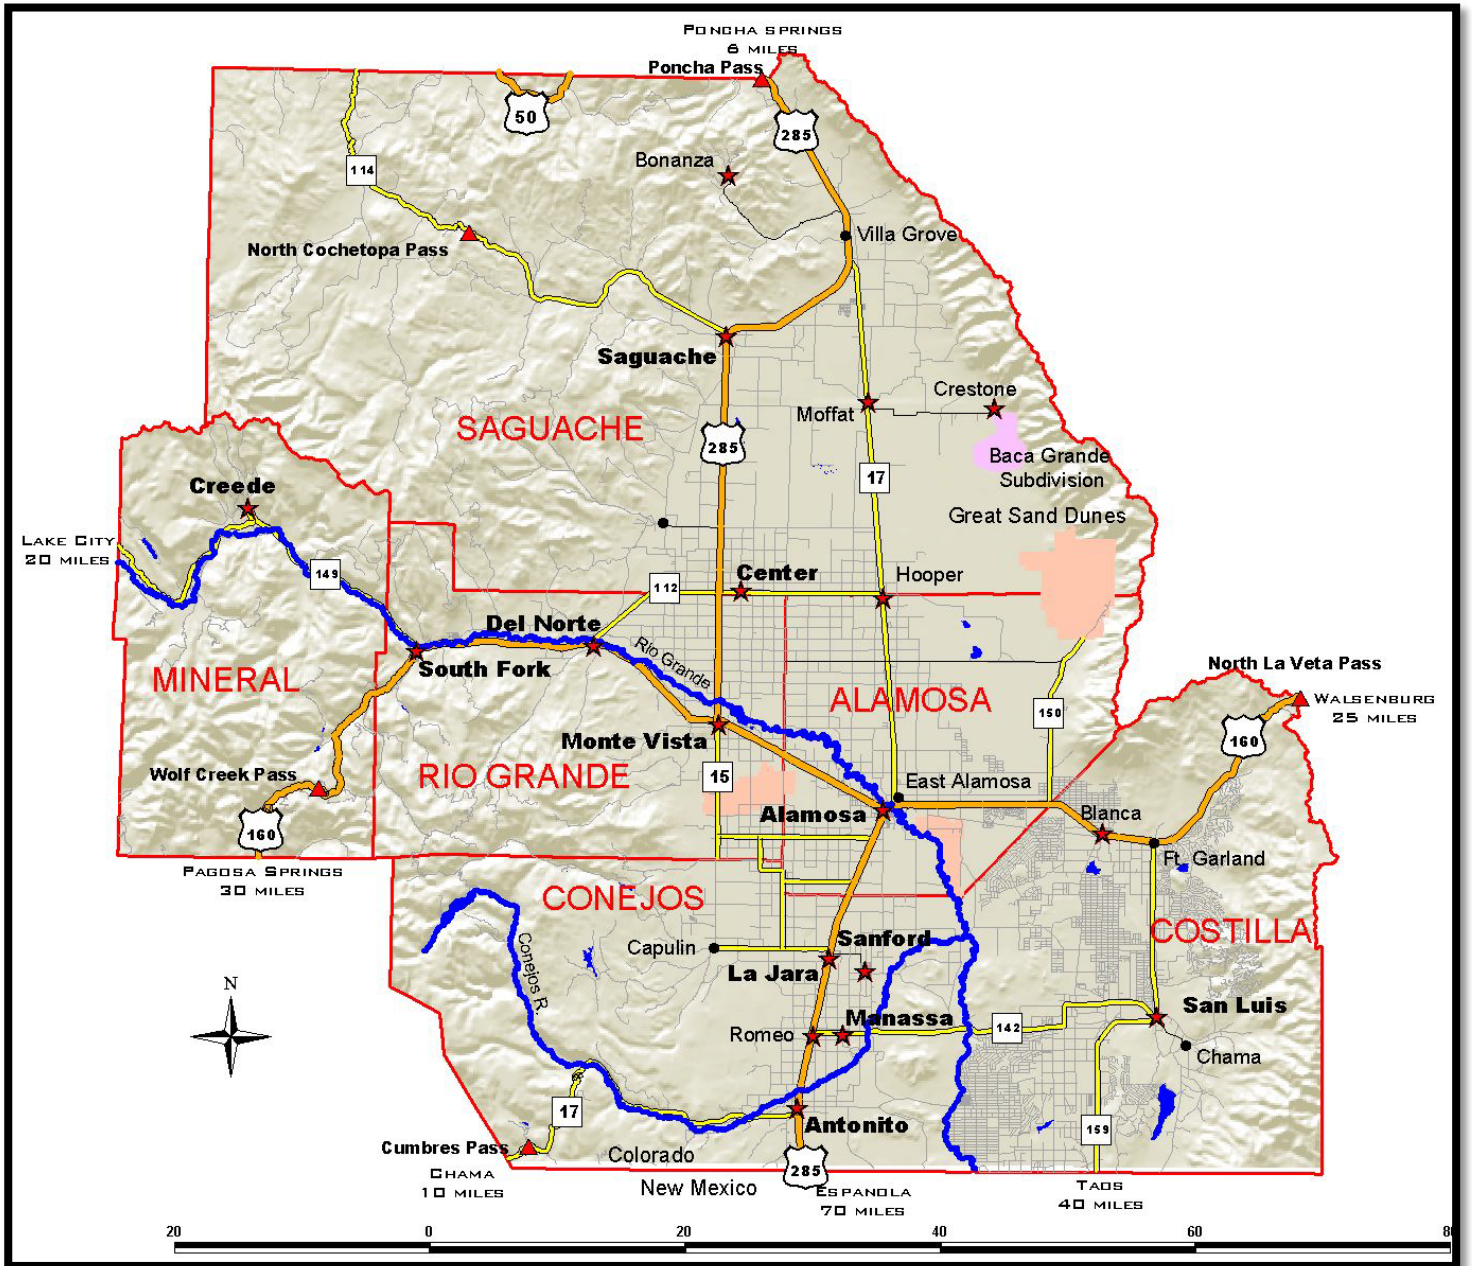 PONCHA SPRINGS
6 MILES
Poncha Pass
50
285
114
Bonanza
Villa Grove
North Cochetopa Pass
Saguache
Crestone
Moffat
SAGUACHE
285
17
Baca Grande
Subdivision
Creede
Great Sand Dunes
LAKE CITY
20 MILES
149
112
Center
Hooper
Del Norte
Rio Grande
South Fork
MINERAL
North La Veta Pass
ALAMOSA
WALSENBURG
25 MILES
150
160
Monte Vista
Wolf Creek Pass
RIO GRANDE
15
East Alamosa
Alamosa
Blanca
160
Ft. Garland
PAGOSA SPRINGS
30 MILES
CONEJOS
COSTILLA
Sanford
Capulin
La Jara
Conejos R.
N
San Luis
Manassa
Romeo
142
Chama
17
Antonito
159
Cumbres Pass
Colorado
285
CHAMA
10 MILES
New Mexico
ESPANOLA
70 MILES
TAOS
40 MILES
20 0 20 40 60